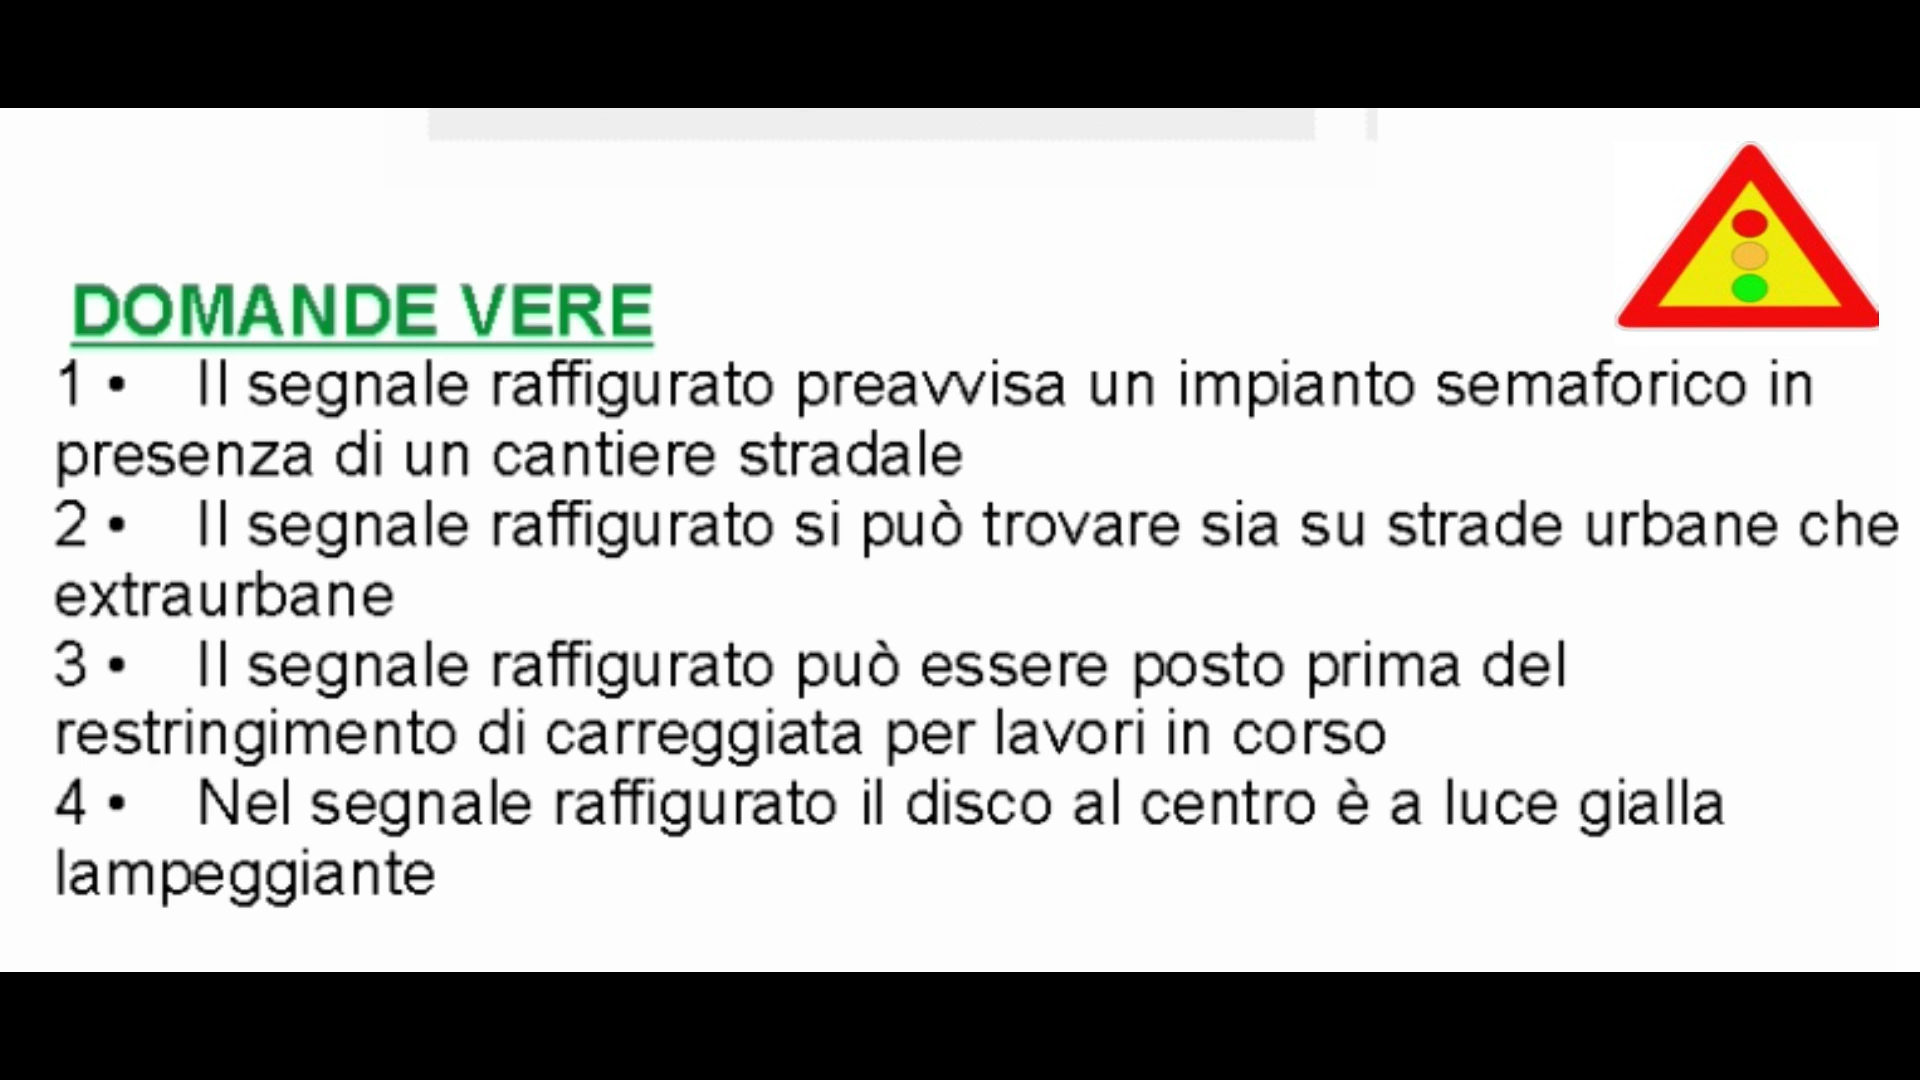 DOMANDE VERE
1 • Il segnale raffigurato preavvisa un impianto semaforico in
presenza di un cantiere stradale
2 • Il segnale raffigurato si può trovare sia su strade urbane che
extraurbane
3 • Il segnale raffigurato può essere posto prima del
restringimento di carreggiata per lavori in corso
4 • Nel segnale raffigurato il disco al centro è a luce gialla
lampeggiante